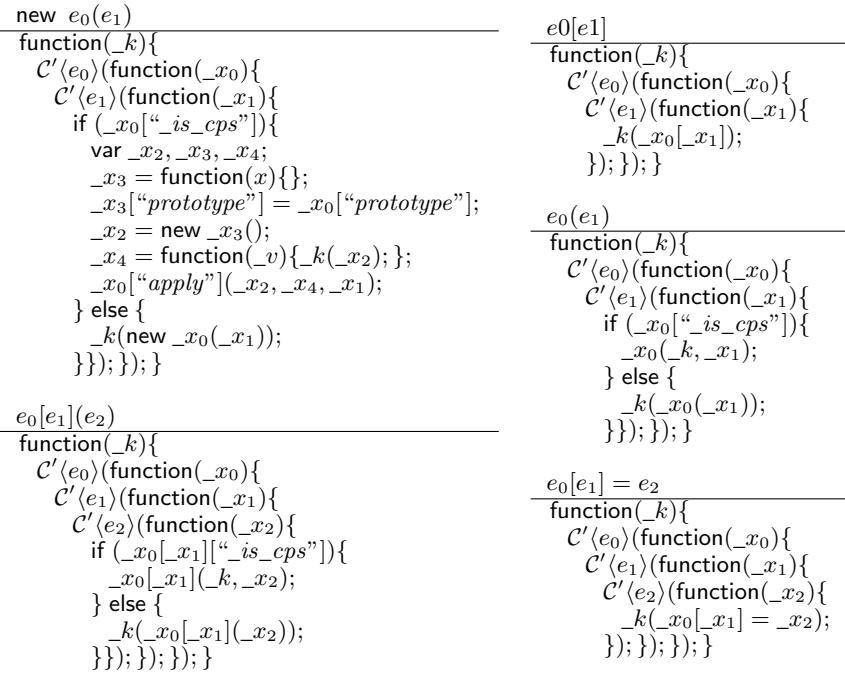 new e₀(e₁)
function(_k){
C′⟨e₀⟩(function(_x₀){
C′⟨e₁⟩(function(_x₁){
if (_x₀[“_is_cps”]){
var _x₂, _x₃, _x₄;
_x₃ = function(x){};
_x₃[“prototype”] = _x₀[“prototype”];
_x₂ = new _x₃();
_x₄ = function(_v){_k(_x₂); };
_x₀[“apply”](_x₂, _x₄, _x₁);
} else {
_k(new _x₀(_x₁));
}}); }); }
e₀[e₁](e₂)
function(_k){
C′⟨e₀⟩(function(_x₀){
C′⟨e₁⟩(function(_x₁){
C′⟨e₂⟩(function(_x₂){
if (_x₀[_x₁][“_is_cps”]){
_x₀[_x₁](_k, _x₂);
} else {
_k(_x₀[_x₁](_x₂));
}}); }); }); }
e0[e1]
function(_k){
C′⟨e₀⟩(function(_x₀){
C′⟨e₁⟩(function(_x₁){
_k(_x₀[_x₁]);
}); }); }
e₀(e₁)
function(_k){
C′⟨e₀⟩(function(_x₀){
C′⟨e₁⟩(function(_x₁){
if (_x₀[“_is_cps”]){
_x₀(_k, _x₁);
} else {
_k(_x₀(_x₁));
}}); }); }
e₀[e₁] = e₂
function(_k){
C′⟨e₀⟩(function(_x₀){
C′⟨e₁⟩(function(_x₁){
C′⟨e₂⟩(function(_x₂){
_k(_x₀[_x₁] = _x₂);
}); }); }); }